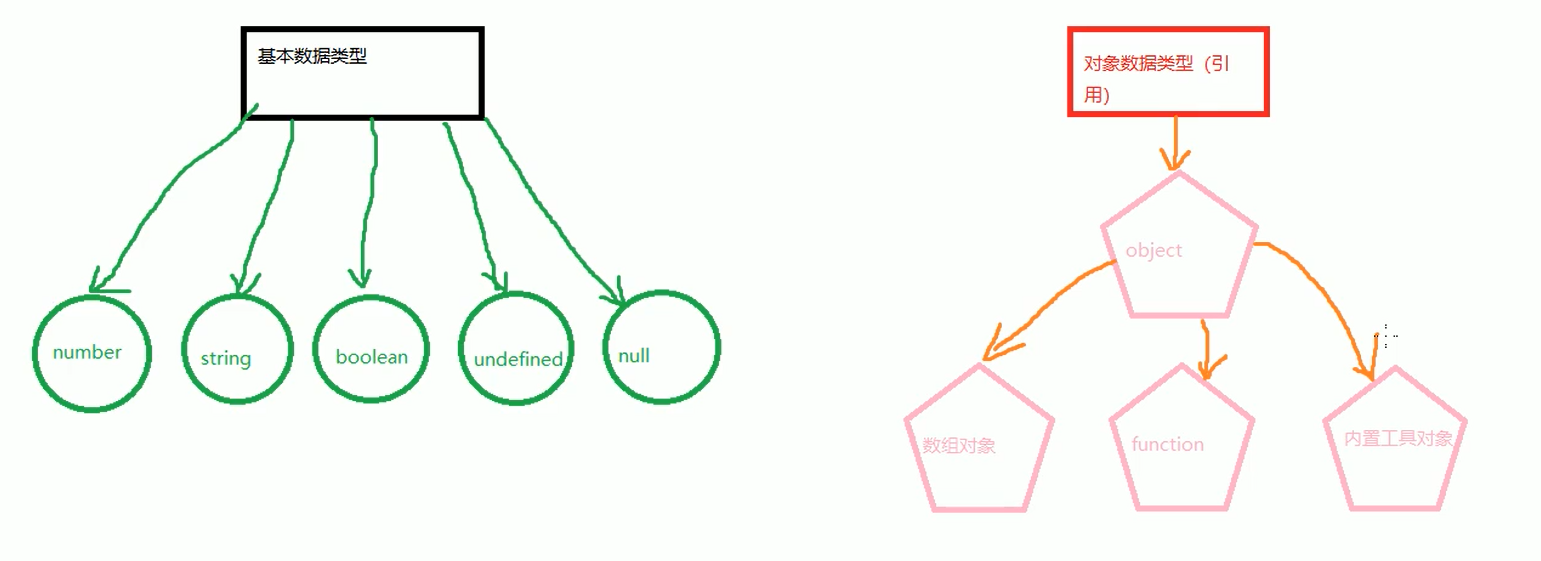 基本数据类型
number
string
boolean
undefined
null
对象数据类型 (引
用)
object
数组对象
function
内置工具对象